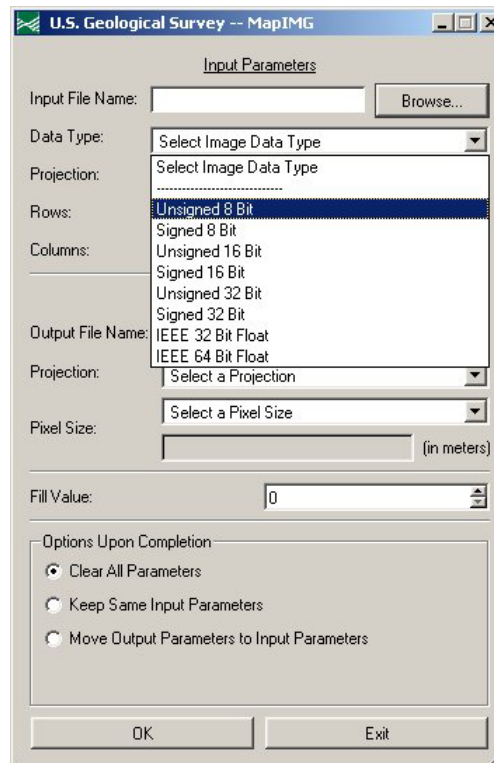 U.S. Geological Survey -- MapIMG
Input Parameters
Input File Name:
Browse...
Data Type:
Select Image Data Type
Select Image Data Type
------------------------------
Projection:
Unsigned 8 Bit
Rows:
Signed 8 Bit
Unsigned 16 Bit
Columns:
Signed 16 Bit
Unsigned 32 Bit
Signed 32 Bit
Output File Name:
IEEE 32 Bit Float
IEEE 64 Bit Float
Projection:
Select a Projection
Select a Pixel Size
Pixel Size:
(in meters)
Fill Value:
0
Options Upon Completion
Clear All Parameters
Keep Same Input Parameters
Move Output Parameters to Input Parameters
OK
Exit